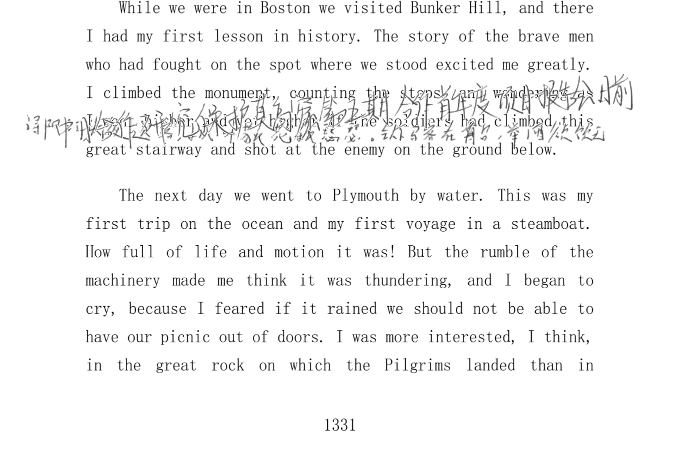 While we were in Boston we visited Bunker Hill, and there
I had my first lesson in history. The story of the brave men
who had fought on the spot where we stood excited me greatly.
I climbed the monument, counting the steps, and wondering as
the soldiers had climbed this
great stairway and shot at the enemy on the ground below.
The next day we went to Plymouth by water. This was my
first trip on the ocean and my first voyage in a steamboat.
How full of life and motion it was! But the rumble of the
machinery made me think it was thundering, and I began to
cry, because I feared if it rained we should not be able to
have our picnic out of doors. I was more interested, I think,
in the great rock on which the Pilgrims landed than in
1331